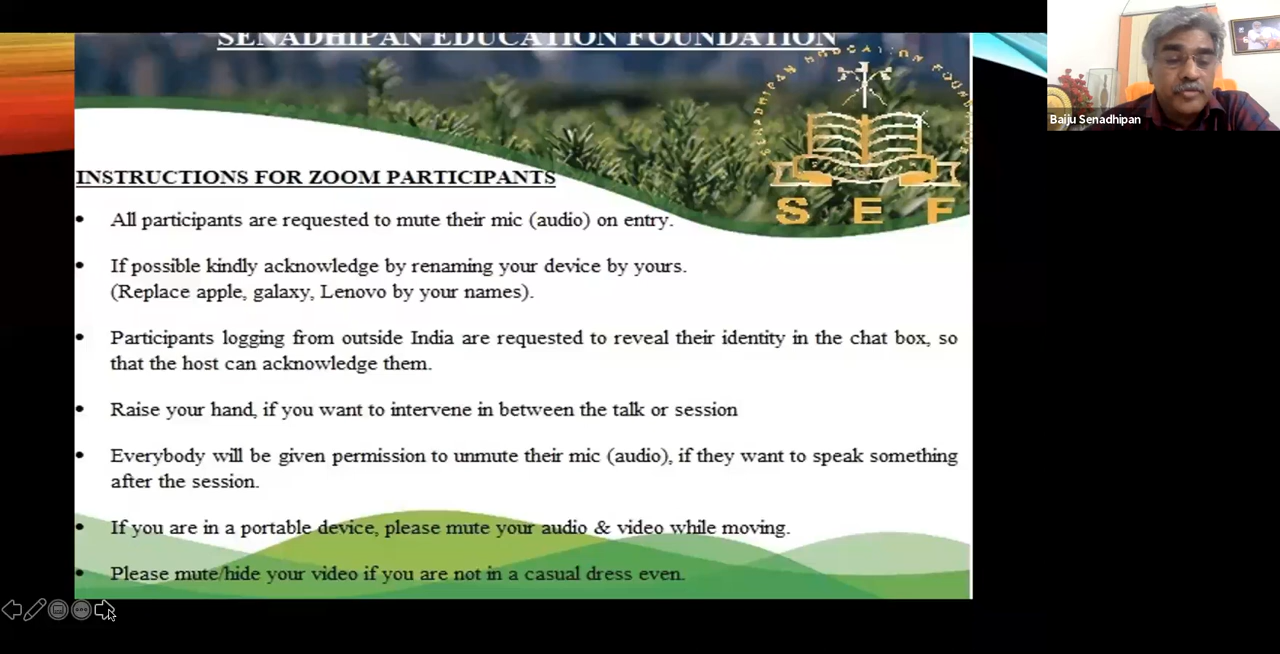 SENADHIPAN EDUCATION FOUNDATION
SENADHIPAN EDUCATION FOUNDATION
S E F
Baiju Senadhipan
INSTRUCTIONS FOR ZOOM PARTICIPANTS
• All participants are requested to mute their mic (audio) on entry.
• If possible kindly acknowledge by renaming your device by yours.
(Replace apple, galaxy, Lenovo by your names).
• Participants logging from outside India are requested to reveal their identity in the chat box, so
that the host can acknowledge them.
• Raise your hand, if you want to intervene in between the talk or session
• Everybody will be given permission to unmute their mic (audio), if they want to speak something
after the session.
• If you are in a portable device, please mute your audio & video while moving.
• Please mute/hide your video if you are not in a casual dress even.